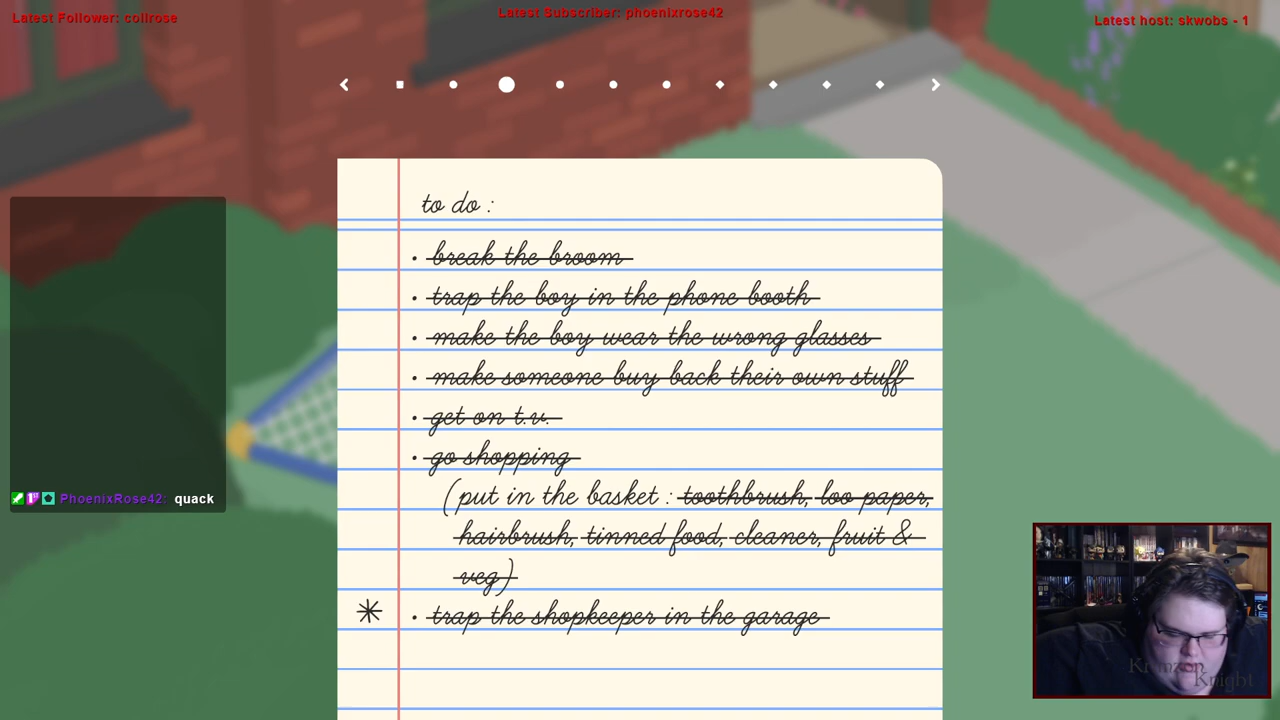 Latest Follower: collrose
Latest Subscriber: phoenixrose42
Latest host: skwobs - 1
to do :
• break the broom
• trap the boy in the phone booth
• make the boy wear the wrong glasses
• make someone buy back their own stuff
• get on t.v.
• go shopping
(put in the basket : toothbrush, loo paper,
hairbrush, tinned food, cleaner, fruit &
veg)
• trap the shopkeeper in the garage
PhoenixRose42: quack
Krimzon
Knight